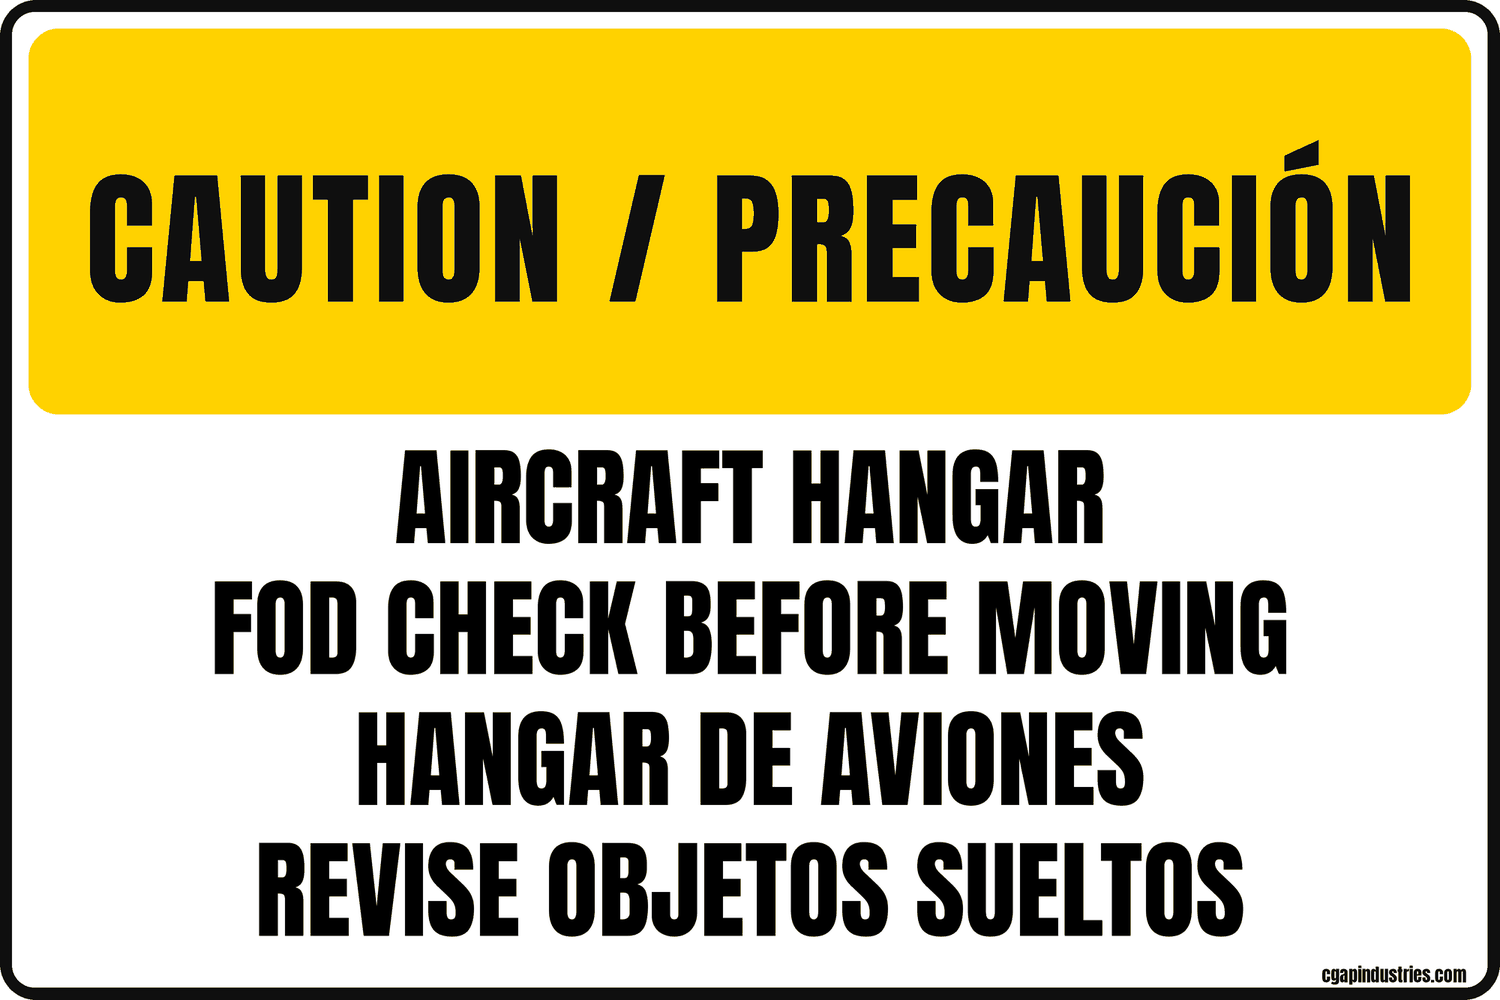 CAUTION / PRECAUCIÓN
AIRCRAFT HANGAR
FOD CHECK BEFORE MOVING
HANGAR DE AVIONES
REVISE OBJETOS SUELTOS
cgapindustries.com